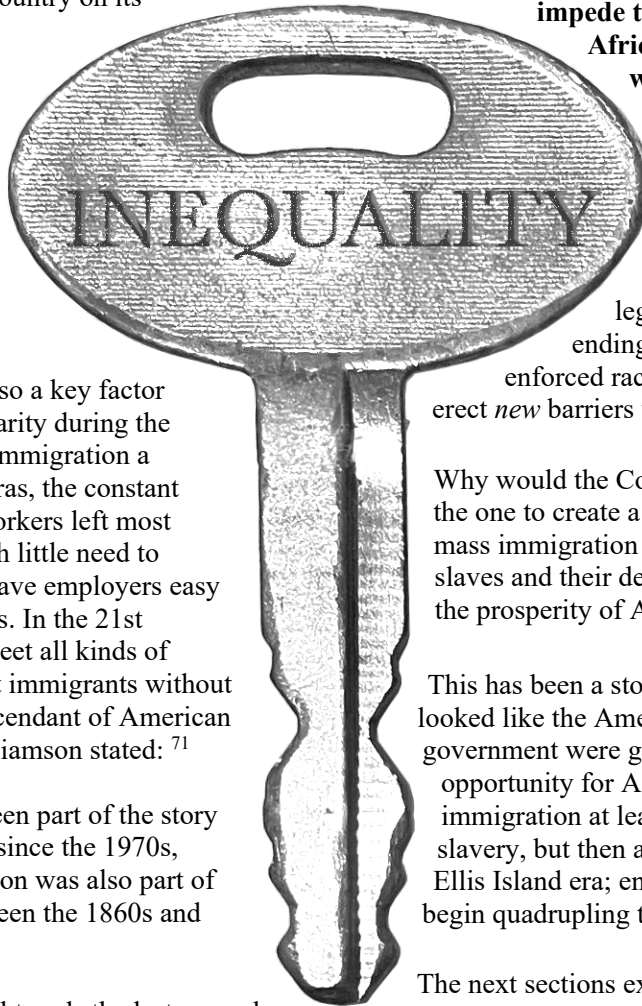 country on its
INEQUALITY
so a key factor
arity during the
mmigration a
ras, the constant
orkers left most
h little need to
ave employers easy
s. In the 21st
eet all kinds of
t immigrants without
cendant of American
iamson stated: 71
een part of the story
since the 1970s,
on was also part of
een the 1860s and
impede t
Afric
w
leg
ending
enforced rac
erect new barriers
Why would the Co
the one to create a
mass immigration
slaves and their de
the prosperity of A
This has been a sto
looked like the Ame
government were g
opportunity for A
immigration at lea
slavery, but then a
Ellis Island era; en
begin quadrupling t
The next sections ex